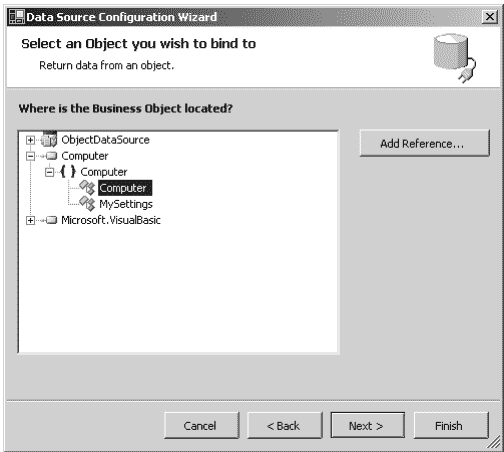 Data Source Configuration Wizard
Select an Object you wish to bind to
Return data from an object.
Where is the Business Object located?
ObjectDataSource
Computer
{ } Computer
Computer
MySettings
Microsoft.VisualBasic
Add Reference...
Cancel
< Back
Next >
Finish